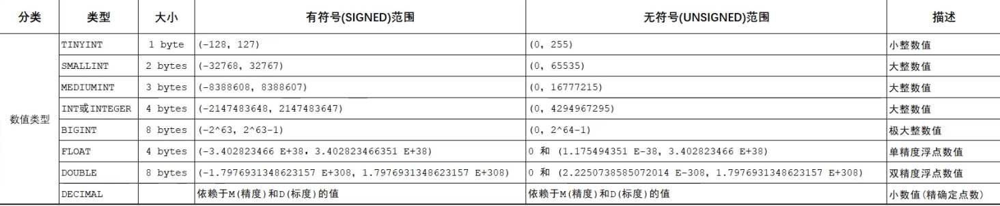 分类 类型 大小 有符号(SIGNED)范围 无符号(UNSIGNED)范围 描述
TINYINT 1 byte (-128, 127) (0, 255) 小整数值
SMALLINT 2 bytes (-32768, 32767) (0, 65535) 大整数值
MEDIUMINT 3 bytes (-8388608, 8388607) (0, 16777215) 大整数值
INT或INTEGER 4 bytes (-2147483648, 2147483647) (0, 4294967295) 大整数值
数值类型
BIGINT 8 bytes (-2^63, 2^63-1) (0, 2^64-1) 极大整数值
FLOAT 4 bytes (-3.402823466 E+38, 3.402823466351 E+38) 0 和 (1.175494351 E-38, 3.402823466 E+38) 单精度浮点数值
DOUBLE 8 bytes (-1.7976931348623157 E+308, 1.7976931348623157 E+308) 0 和 (2.2250738585072014 E-308, 1.7976931348623157 E+308) 双精度浮点数值
DECIMAL 依赖于M(精度)和D(标度)的值 依赖于M(精度)和D(标度)的值 小数值(精确定点数)